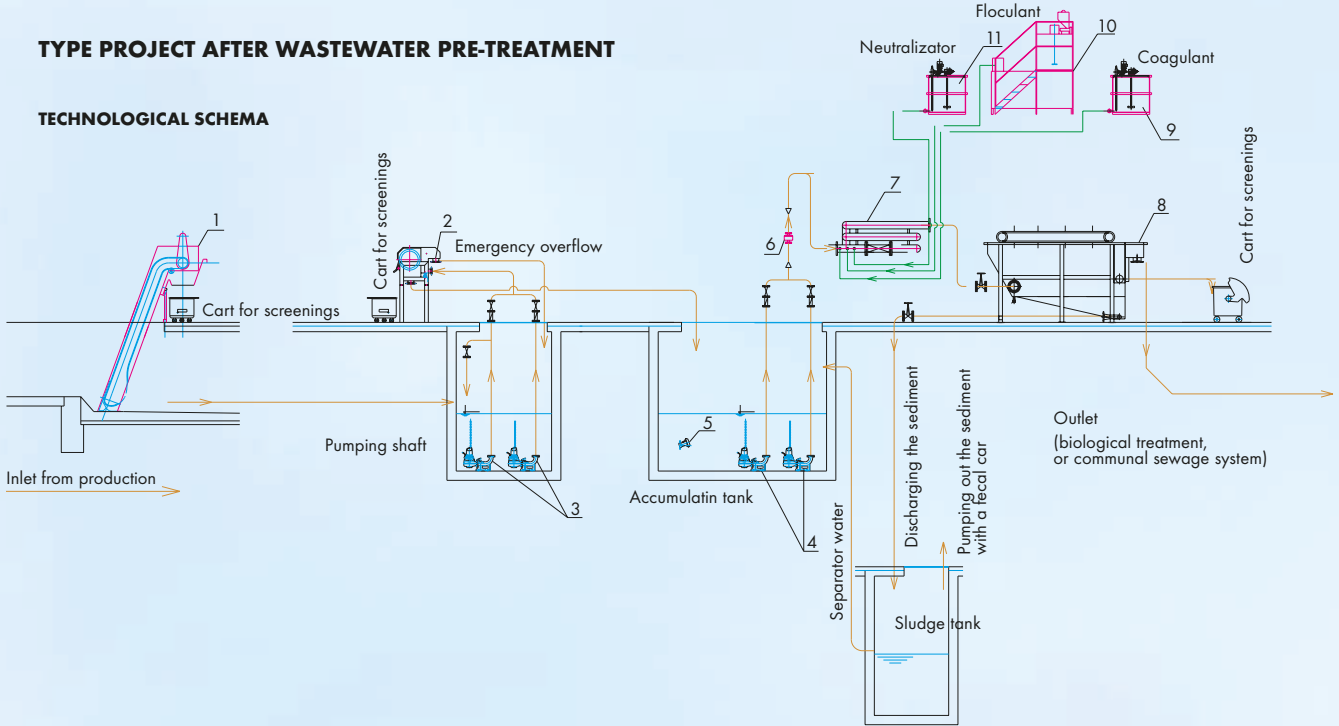 TYPE PROJECT AFTER WASTEWATER PRE-TREATMENT
TECHNOLOGICAL SCHEMA
Floculant
Neutralizator
11
10
Coagulant
9
1
Cart for screenings
Cart for screenings
2
Emergency overflow
6
7
8
Cart for screenings
Inlet from production
Pumping shaft
3
5
Accumulatin tank
4
Separator water
Discharging the sediment
Pumping out the sediment
with a fecal car
Sludge tank
Outlet
(biological treatment,
or communal sewage system)